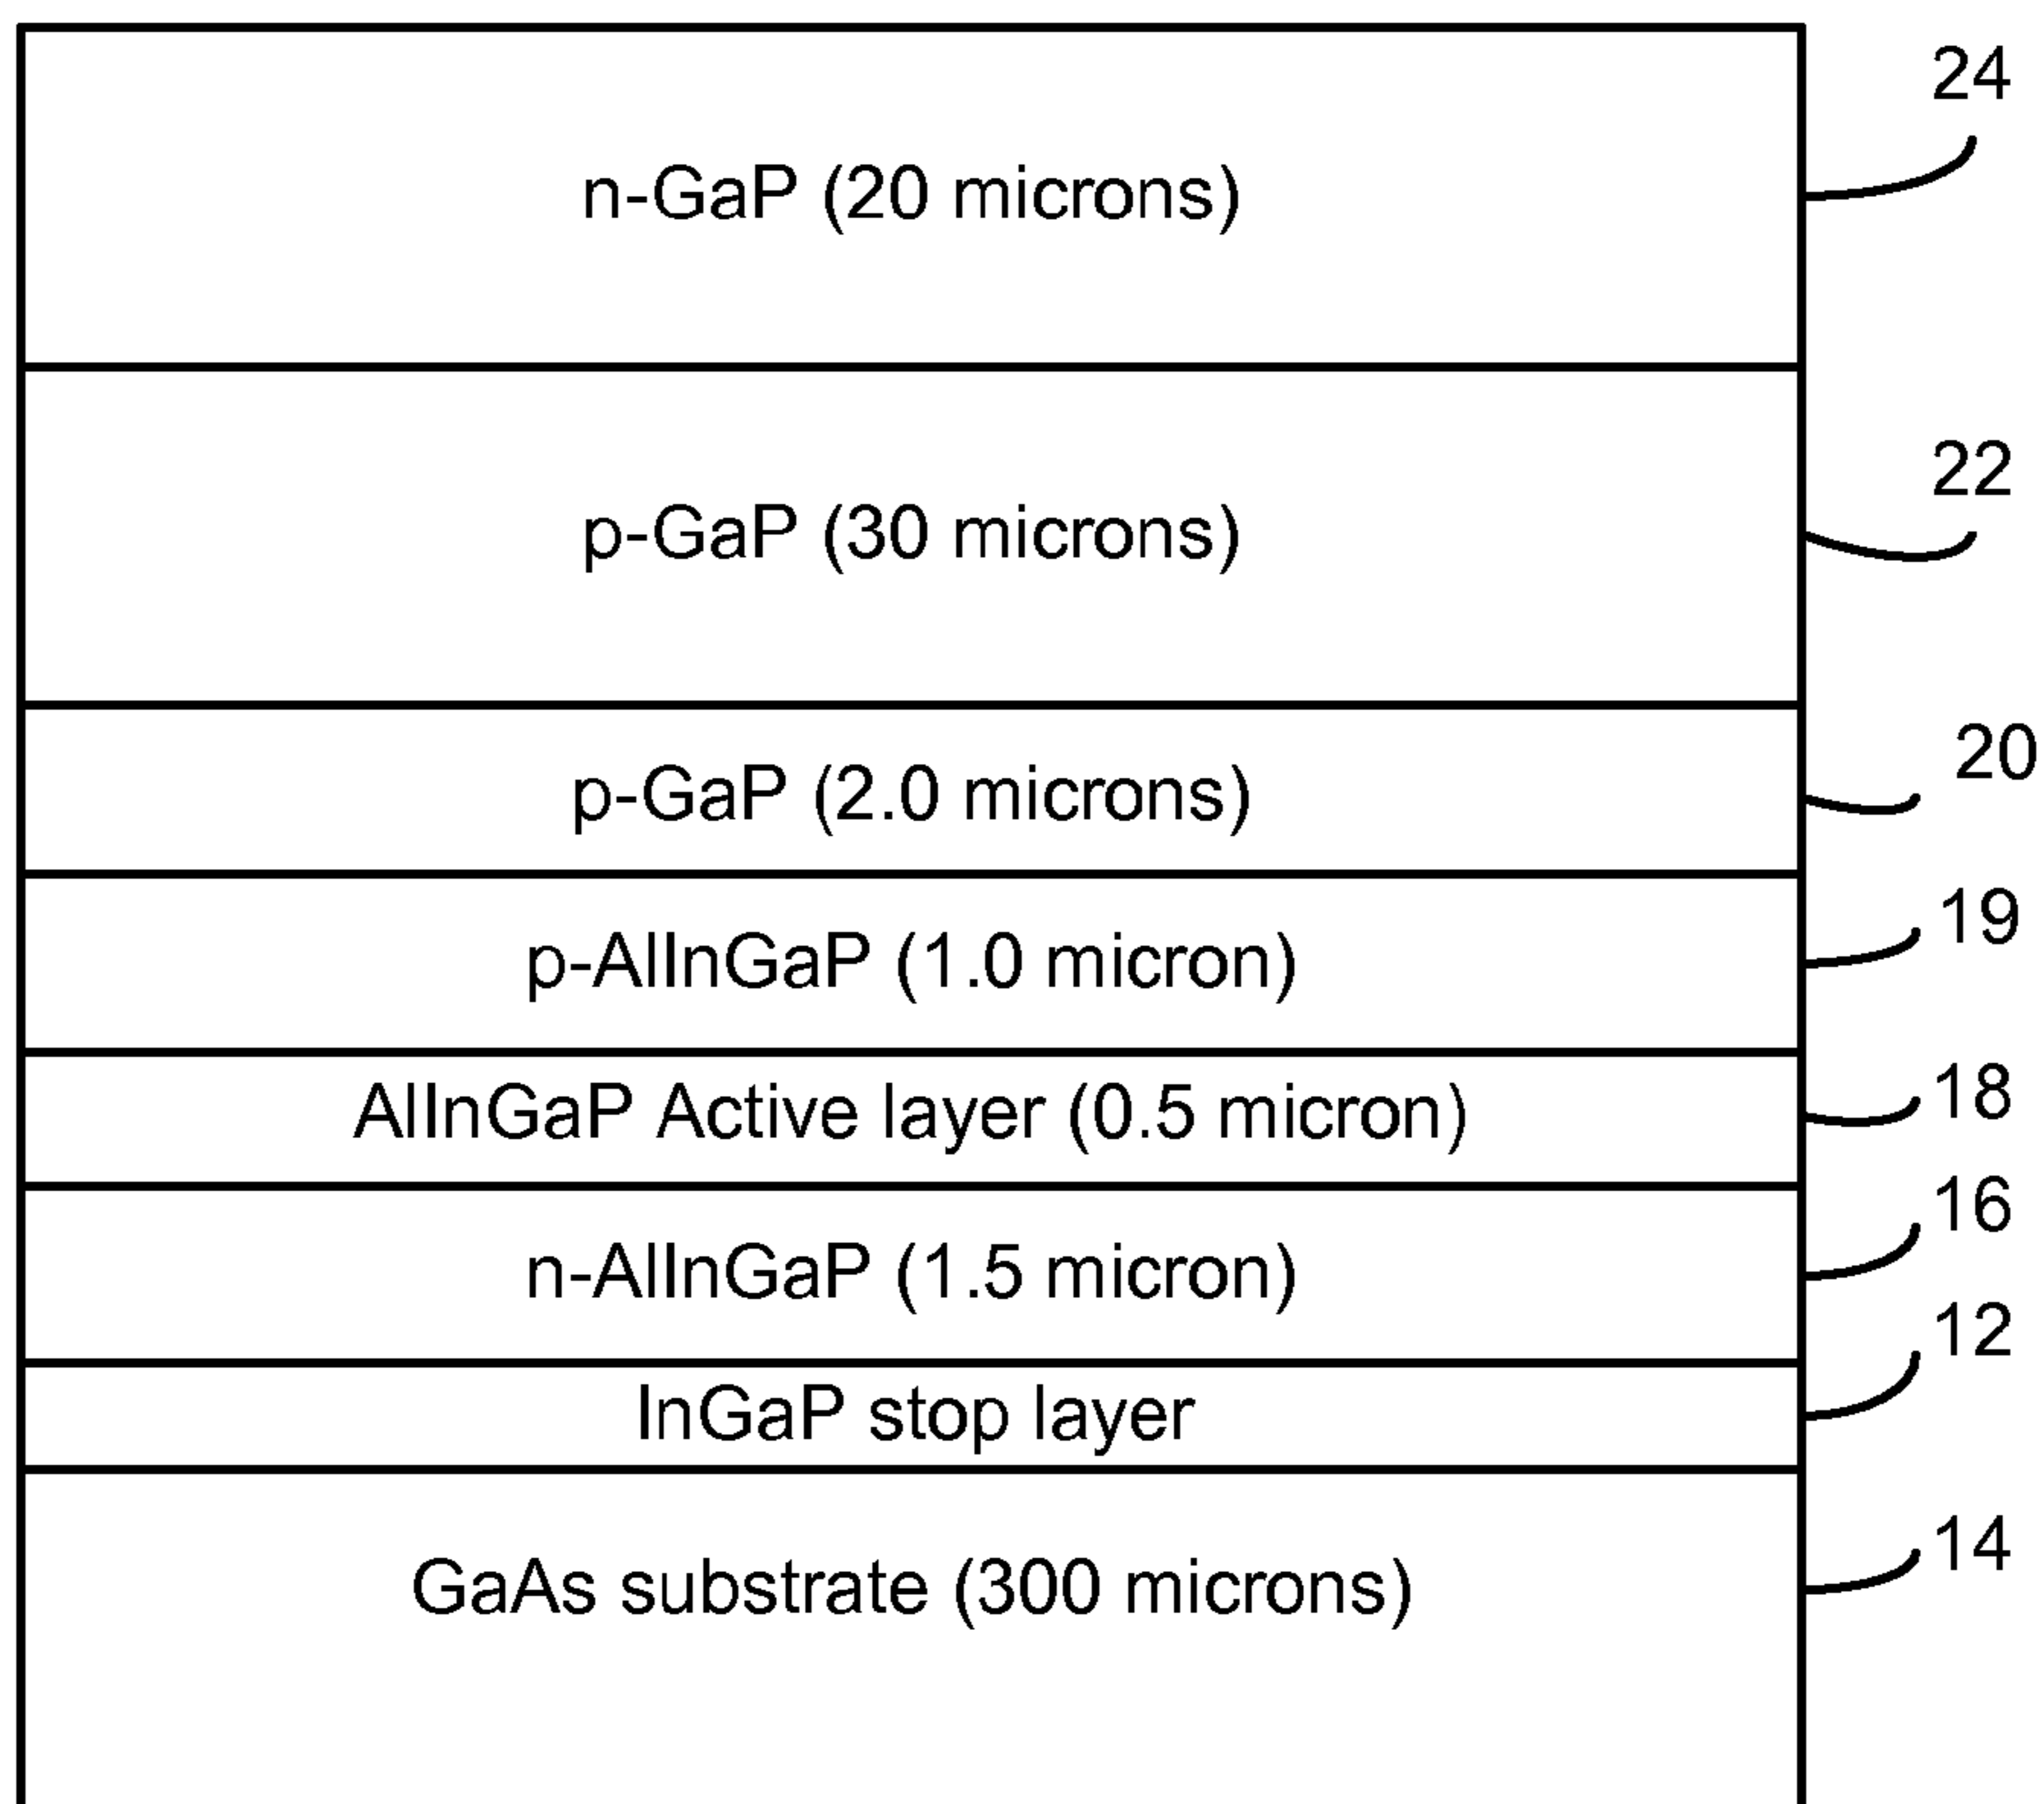 24
n-GaP (20 microns)
22
p-GaP (30 microns)
20
p-GaP (2.0 microns)
19
p-AlInGaP (1.0 micron)
18
AlInGaP Active layer (0.5 micron)
16
n-AlInGaP (1.5 micron)
12
InGaP stop layer
14
GaAs substrate (300 microns)